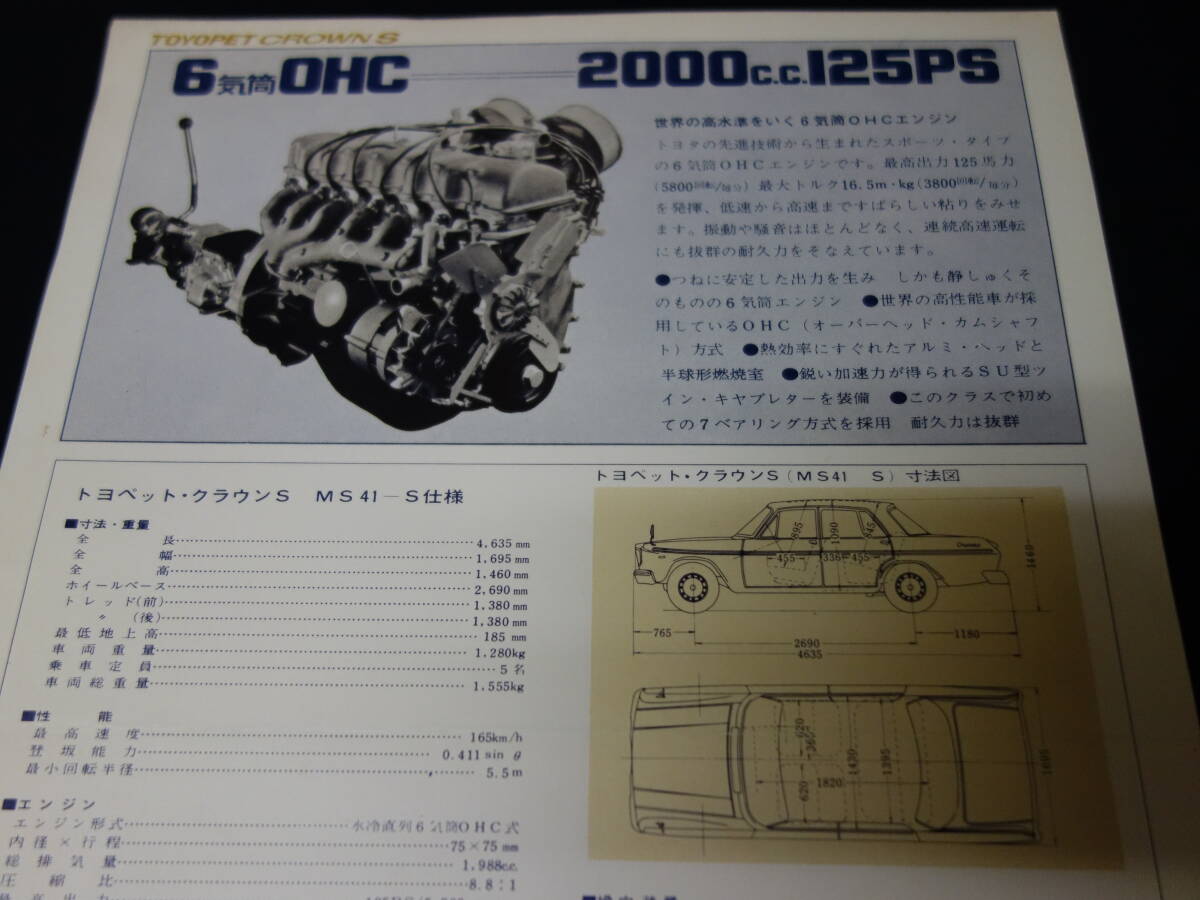 TOYOPET CROWN S
6気筒OHC 2000C.C.125PS
世界の高水準をいく6気筒OHCエンジン
トヨタの先進技術から生まれたスポーツ・タイプ
の6気筒OHCエンジンです。最高出力125馬力
(5800回転/毎分) 最大トルク16.5m・kg(3800回転/毎分)
を発揮、低速から高速まですばらしい粘りをみせ
ます。振動や騒音はほとんどなく、連続高速運転
にも抜群の耐久力をそなえています。
●つねに安定した出力を生み しかも静しゅくそ
のものの6気筒エンジン ●世界の高性能車が採
用しているOHC(オーバーヘッド・カムシャフ
ト)方式 ●熱効率にすぐれたアルミ・ヘッドと
半球形燃焼室 ●鋭い加速力が得られるSU型ツ
イン・キャブレターを装備 ●このクラスで初め
ての7ベアリング方式を採用 耐久力は抜群
トヨペット・クラウンS MS41-S仕様
■寸法・重量
全長 4,635mm
全幅 1,695mm
全高 1,460mm
ホイールベース 2,690mm
トレッド(前) 1,380mm
〃 (後) 1,380mm
最低地上高 185mm
車両重量 1,280kg
乗車定員 5名
車両総重量 1,555kg
■性能
最高速度 165km/h
登坂能力 0.411 sin θ
最小回転半径 5.5m
■エンジン
エンジン形式 水冷直列6気筒OHC式
内径×行程 75×75mm
総排気量 1,988c.c.
圧縮比 8.8:1
トヨペット・クラウンS(MS41 S)寸法図
895
1090
845
455
336
455
1460
765
2690
1180
4635
620
360
1430
1395
1820
620
1695